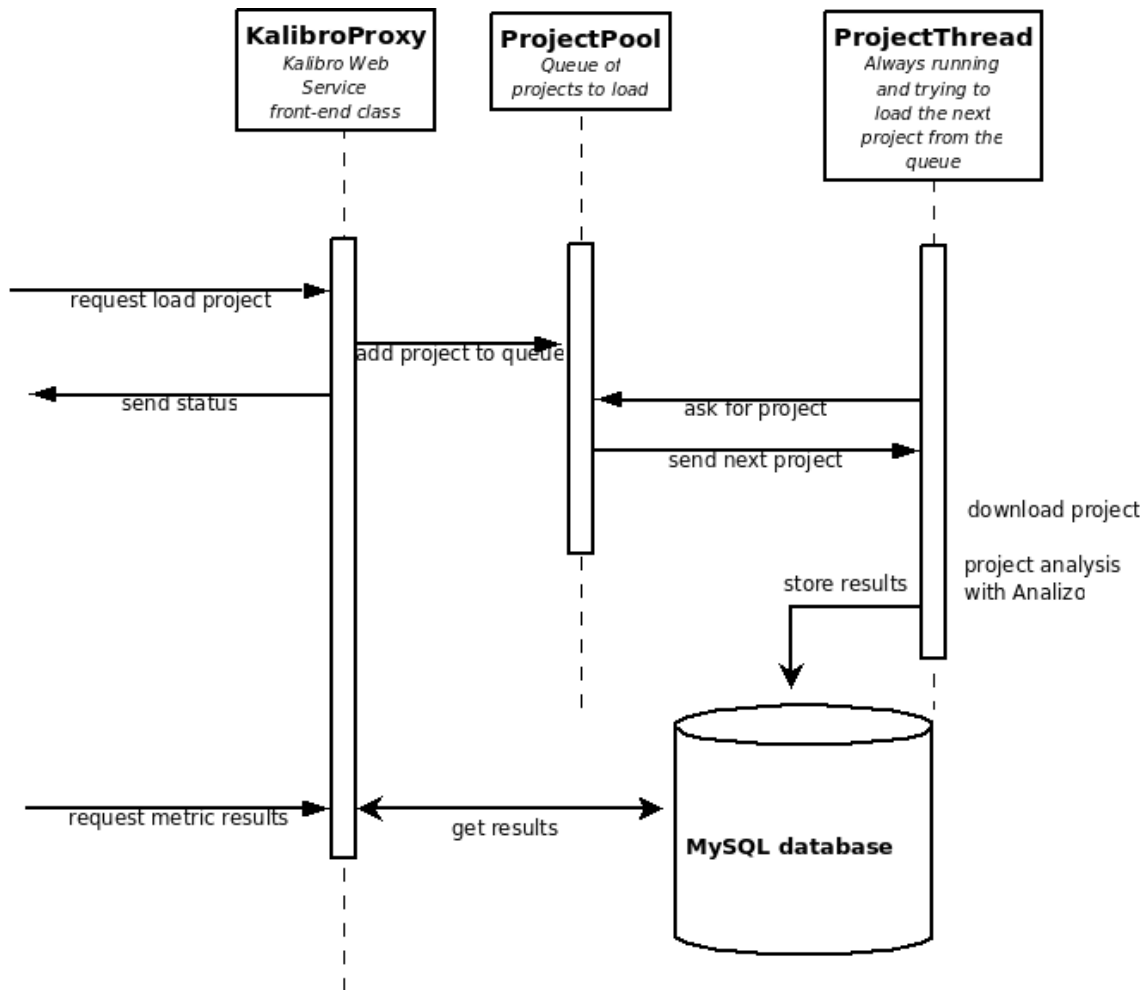 KalibroProxy
Kalibro Web
Service
front-end class
ProjectPool
Queue of
projects to load
ProjectThread
Always running
and trying to
load the next
project from the
queue
request load project
add project to queue
send status
ask for project
send next project
download project
project analysis
with Analizo
store results
request metric results
get results
MySQL database